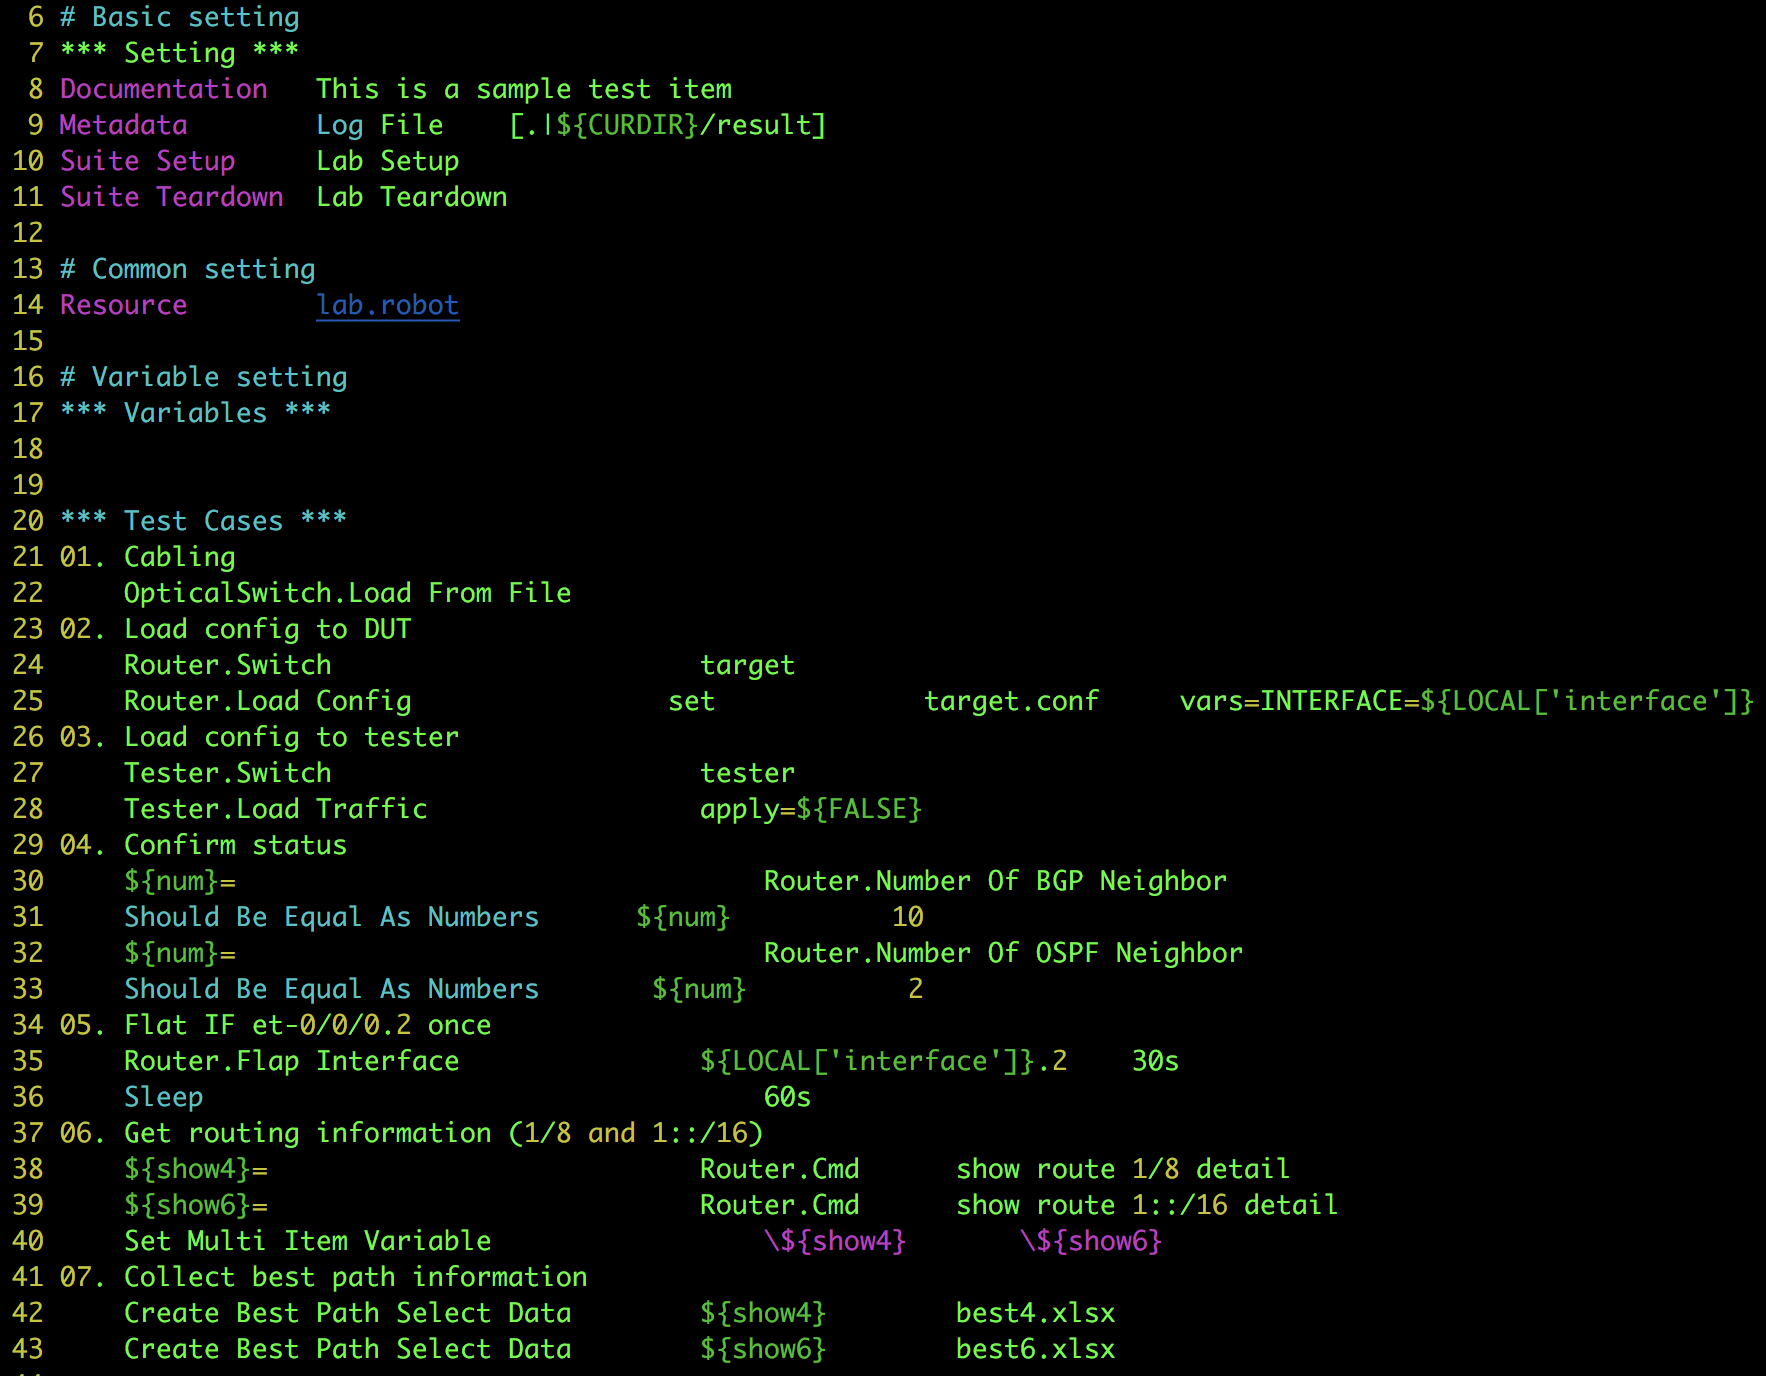 6 # Basic setting
7 *** Setting ***
8 Documentation   This is a sample test item
9 Metadata        Log File    [.|${CURDIR}/result]
10 Suite Setup     Lab Setup
11 Suite Teardown  Lab Teardown
12
13 # Common setting
14 Resource        lab.robot
15
16 # Variable setting
17 *** Variables ***
18
19
20 *** Test Cases ***
21 01. Cabling
22     OpticalSwitch.Load From File
23 02. Load config to DUT
24     Router.Switch                       target
25     Router.Load Config                set             target.conf     vars=INTERFACE=${LOCAL['interface']}
26 03. Load config to tester
27     Tester.Switch                       tester
28     Tester.Load Traffic                 apply=${FALSE}
29 04. Confirm status
30     ${num}=                                 Router.Number Of BGP Neighbor
31     Should Be Equal As Numbers      ${num}          10
32     ${num}=                                 Router.Number Of OSPF Neighbor
33     Should Be Equal As Numbers       ${num}          2
34 05. Flat IF et-0/0/0.2 once
35     Router.Flap Interface               ${LOCAL['interface']}.2    30s
36     Sleep                                   60s
37 06. Get routing information (1/8 and 1::/16)
38     ${show4}=                           Router.Cmd      show route 1/8 detail
39     ${show6}=                           Router.Cmd      show route 1::/16 detail
40     Set Multi Item Variable                 \${show4}       \${show6}
41 07. Collect best path information
42     Create Best Path Select Data        ${show4}        best4.xlsx
43     Create Best Path Select Data        ${show6}        best6.xlsx